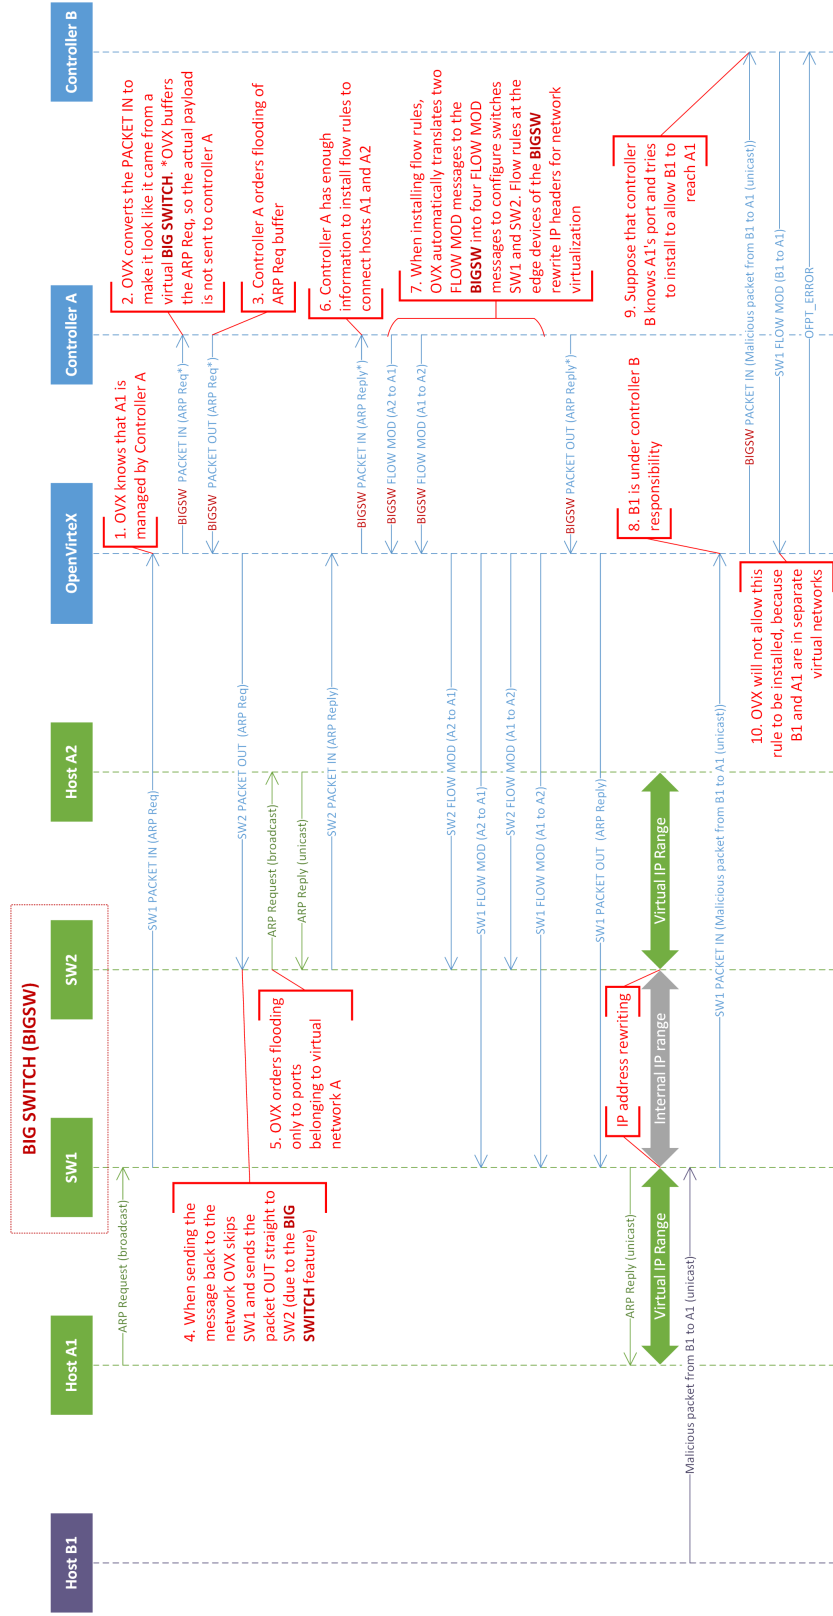 BIG SWITCH (BIGSW)
Host B1
Host A1
SW1
SW2
Host A2
OpenVirteX
Controller A
Controller B
ARP Request (broadcast)
SW1 PACKET IN (ARP Req)
1. OVX knows that A1 is
managed by Controller A
BIGSW PACKET IN (ARP Req*)
2. OVX converts the PACKET IN to
make it look like it came from a
virtual BIG SWITCH. *OVX buffers
the ARP Req, so the actual payload
is not sent to controller A
BIGSW PACKET OUT (ARP Req*)
3. Controller A orders flooding of
ARP Req buffer
SW2 PACKET OUT (ARP Req)
4. When sending the
message back to the
network OVX skips
SW1 and sends the
packet OUT straight to
SW2 (due to the BIG
SWITCH feature)
ARP Request (broadcast)
5. OVX orders flooding
only to ports
belonging to virtual
network A
ARP Reply (unicast)
SW2 PACKET IN (ARP Reply)
BIGSW PACKET IN (ARP Reply*)
6. Controller A has enough
information to install flow rules to
connect hosts A1 and A2
BIGSW FLOW MOD (A2 to A1)
BIGSW FLOW MOD (A1 to A2)
7. When installing flow rules,
OVX automatically translates two
FLOW MOD messages to the
BIGSW into four FLOW MOD
messages to configure switches
SW1 and SW2. Flow rules at the
edge devices of the BIGSW
rewrite IP headers for network
virtualization
SW2 FLOW MOD (A2 to A1)
SW1 FLOW MOD (A2 to A1)
SW2 FLOW MOD (A1 to A2)
SW1 FLOW MOD (A1 to A2)
BIGSW PACKET OUT (ARP Reply*)
SW1 PACKET OUT (ARP Reply)
ARP Reply (unicast)
IP address rewriting
Virtual IP Range
Internal IP range
Virtual IP Range
Malicious packet from B1 to A1 (unicast)
SW1 PACKET IN (Malicious packet from B1 to A1 (unicast))
8. B1 is under controller B
responsibility
BIGSW PACKET IN (Malicious packet from B1 to A1 (unicast))
9. Suppose that controller
B knows A1's port and tries
to install to allow B1 to
reach A1
SW1 FLOW MOD (B1 to A1)
10. OVX will not allow this
rule to be installed, because
B1 and A1 are in separate
virtual networks
OFPT_ERROR